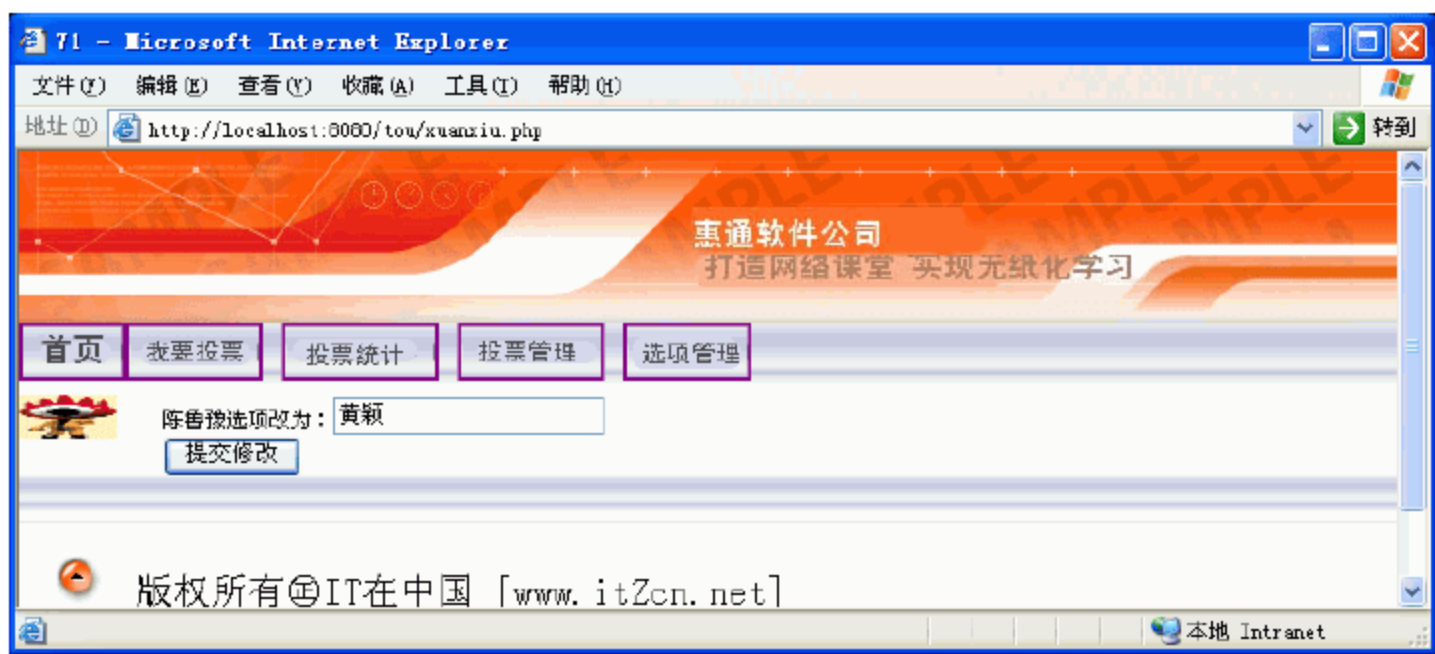 71 - Microsoft Internet Explorer
文件(F) 编辑(E) 查看(V) 收藏(A) 工具(T) 帮助(H)
地址(D) http://localhost:8080/tou/xuanxiu.php 转到
惠通软件公司
打造网络课堂 实现无纸化学习
首页 我要投票 投票统计 投票管理 选项管理
陈鲁豫选项改为：黄颖
提交修改
版权所有㊣IT在中国 [www.itZcn.net]
本地 Intranet